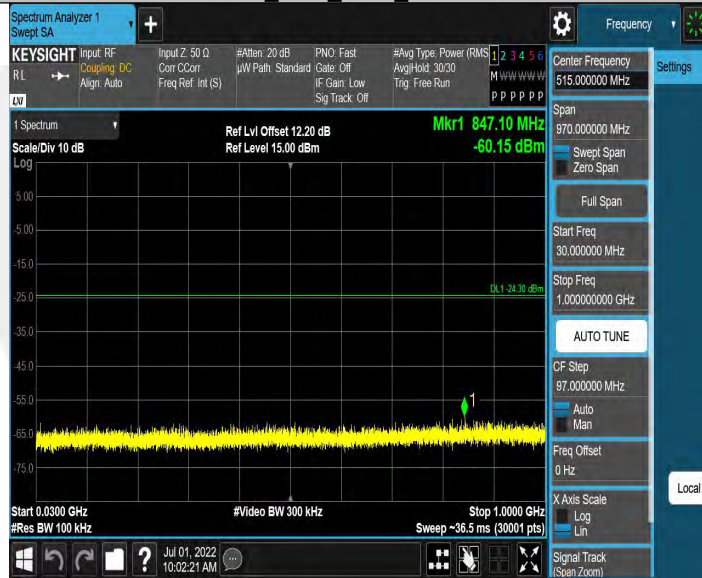 Spectrum Analyzer 1
Swept SA
+
Frequency
KEYSIGHT
RL
LXI
Input: RF
Coupling: DC
Align: Auto
Input Z: 50 Ω
Corr CCorr
Freq Ref: Int (S)
#Atten: 20 dB
µW Path: Standard
PNO: Fast
Gate: Off
IF Gain: Low
Sig Track: Off
#Avg Type: Power (RMS
Avg|Hold: 30/30
Trig: Free Run
1 2 3 4 5 6
M W W W W W
P P P P P P
1 Spectrum
Scale/Div 10 dB
Log
Ref Lvl Offset 12.20 dB
Ref Level 15.00 dBm
Mkr1 847.10 MHz
-60.15 dBm
5.00
-5.00
-15.0
-25.0
-35.0
-45.0
-55.0
-65.0
-75.0
DL1 -24.30 dBm
1
Start 0.0300 GHz
#Res BW 100 kHz
#Video BW 300 kHz
Stop 1.0000 GHz
Sweep ~36.5 ms (30001 pts)
?
Jul 01, 2022
10:02:21 AM
Center Frequency
515.000000 MHz
Span
970.000000 MHz
Swept Span
Zero Span
Full Span
Start Freq
30.000000 MHz
Stop Freq
1.000000000 GHz
AUTO TUNE
CF Step
97.000000 MHz
Auto
Man
Freq Offset
0 Hz
X Axis Scale
Log
Lin
Signal Track
(Span Zoom)
Settings
Local